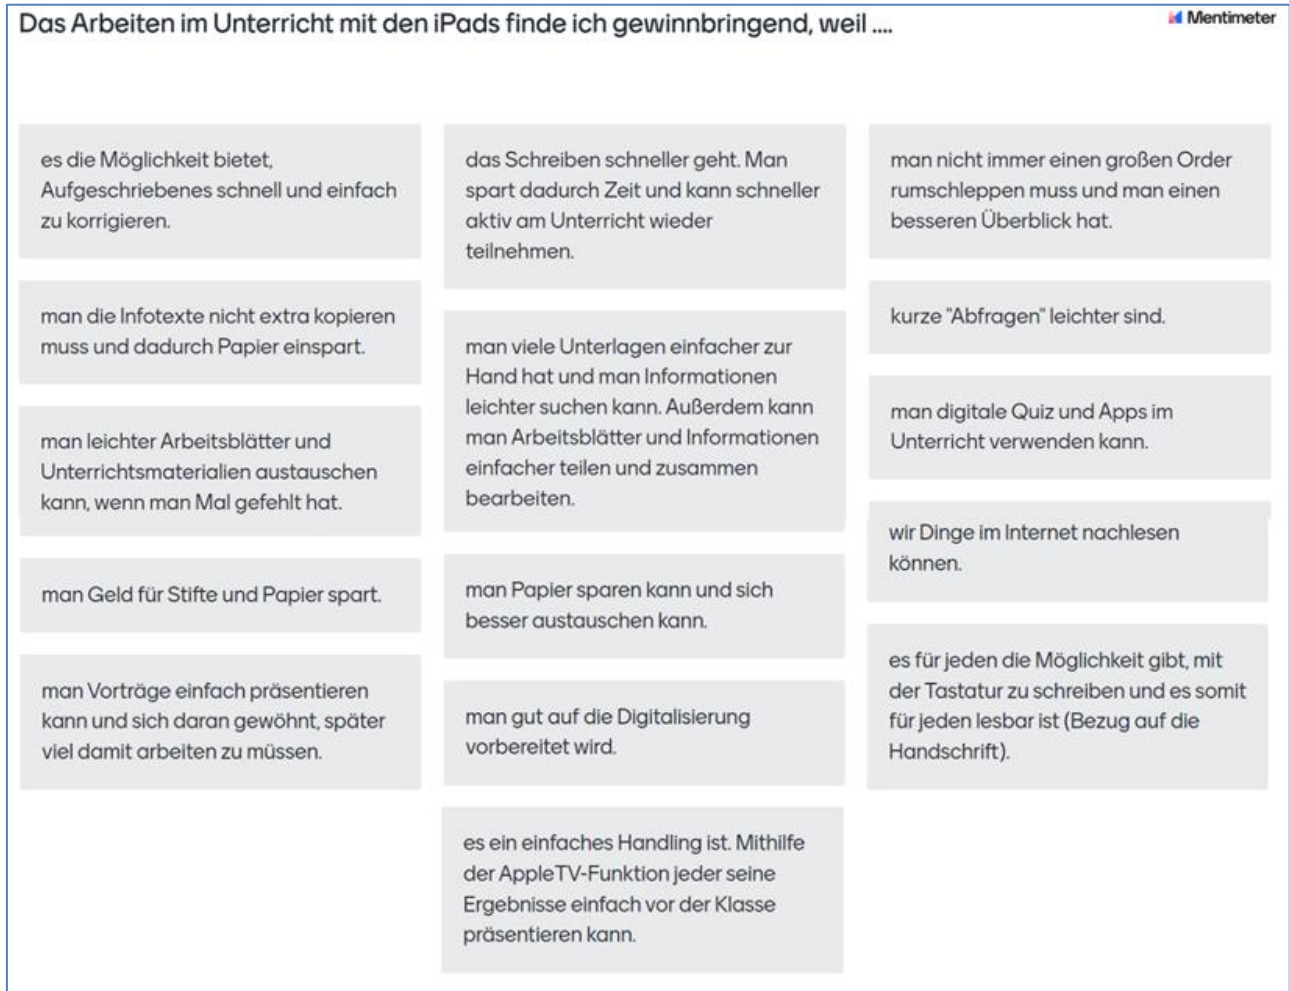 Das Arbeiten im Unterricht mit den iPads finde ich gewinnbringend, weil ....
Mentimeter
es die Möglichkeit bietet,
Aufgeschriebenes schnell und einfach
zu korrigieren.
man die Infotexte nicht extra kopieren
muss und dadurch Papier einspart.
man leichter Arbeitsblätter und
Unterrichtsmaterialien austauschen
kann, wenn man Mal gefehlt hat.
man Geld für Stifte und Papier spart.
man Vorträge einfach präsentieren
kann und sich daran gewöhnt, später
viel damit arbeiten zu müssen.
das Schreiben schneller geht. Man
spart dadurch Zeit und kann schneller
aktiv am Unterricht wieder
teilnehmen.
man viele Unterlagen einfacher zur
Hand hat und man Informationen
leichter suchen kann. Außerdem kann
man Arbeitsblätter und Informationen
einfacher teilen und zusammen
bearbeiten.
man Papier sparen kann und sich
besser austauschen kann.
man gut auf die Digitalisierung
vorbereitet wird.
es ein einfaches Handling ist. Mithilfe
der AppleTV-Funktion jeder seine
Ergebnisse einfach vor der Klasse
präsentieren kann.
man nicht immer einen großen Order
rumschleppen muss und man einen
besseren Überblick hat.
kurze "Abfragen" leichter sind.
man digitale Quiz und Apps im
Unterricht verwenden kann.
wir Dinge im Internet nachlesen
können.
es für jeden die Möglichkeit gibt, mit
der Tastatur zu schreiben und es somit
für jeden lesbar ist (Bezug auf die
Handschrift).